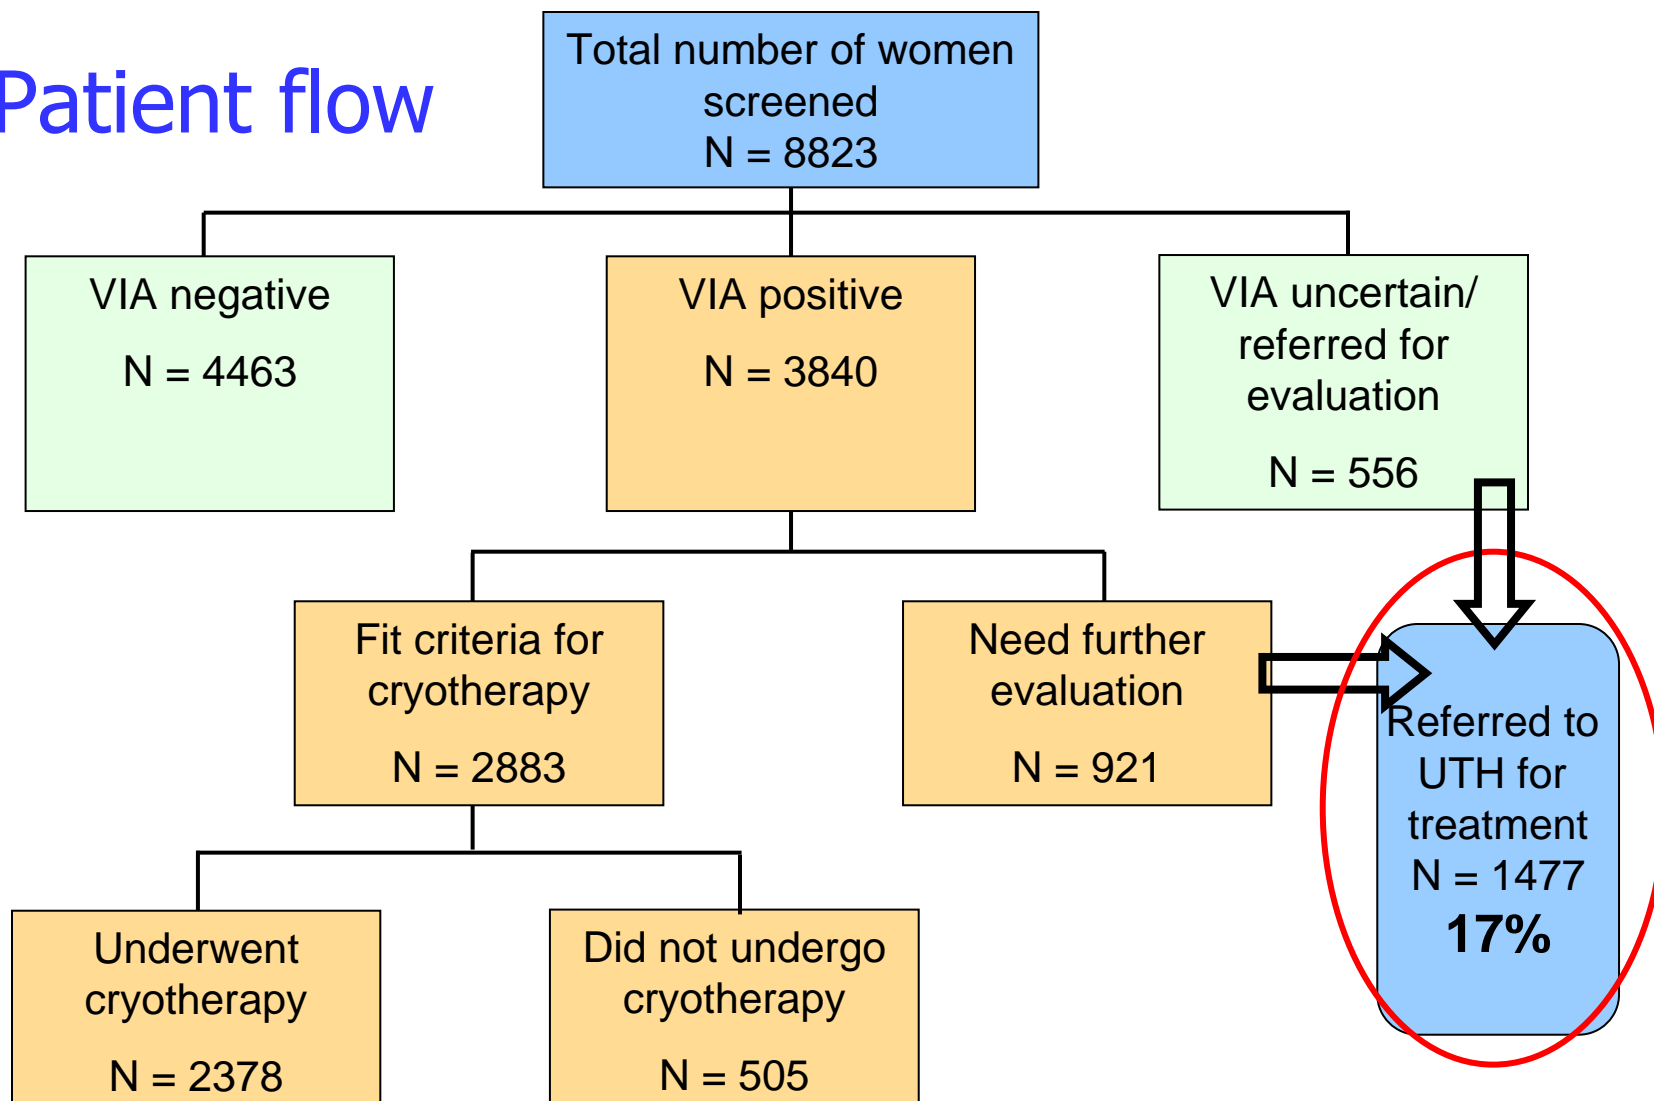 Patient flow
Total number of women
screened
N = 8823
VIA negative
N = 4463
VIA positive
N = 3840
VIA uncertain/
referred for
evaluation
N = 556
Fit criteria for
cryotherapy
N = 2883
Need further
evaluation
N = 921
Referred to
UTH for
treatment
N = 1477
17%
Underwent
cryotherapy
N = 2378
Did not undergo
cryotherapy
N = 505